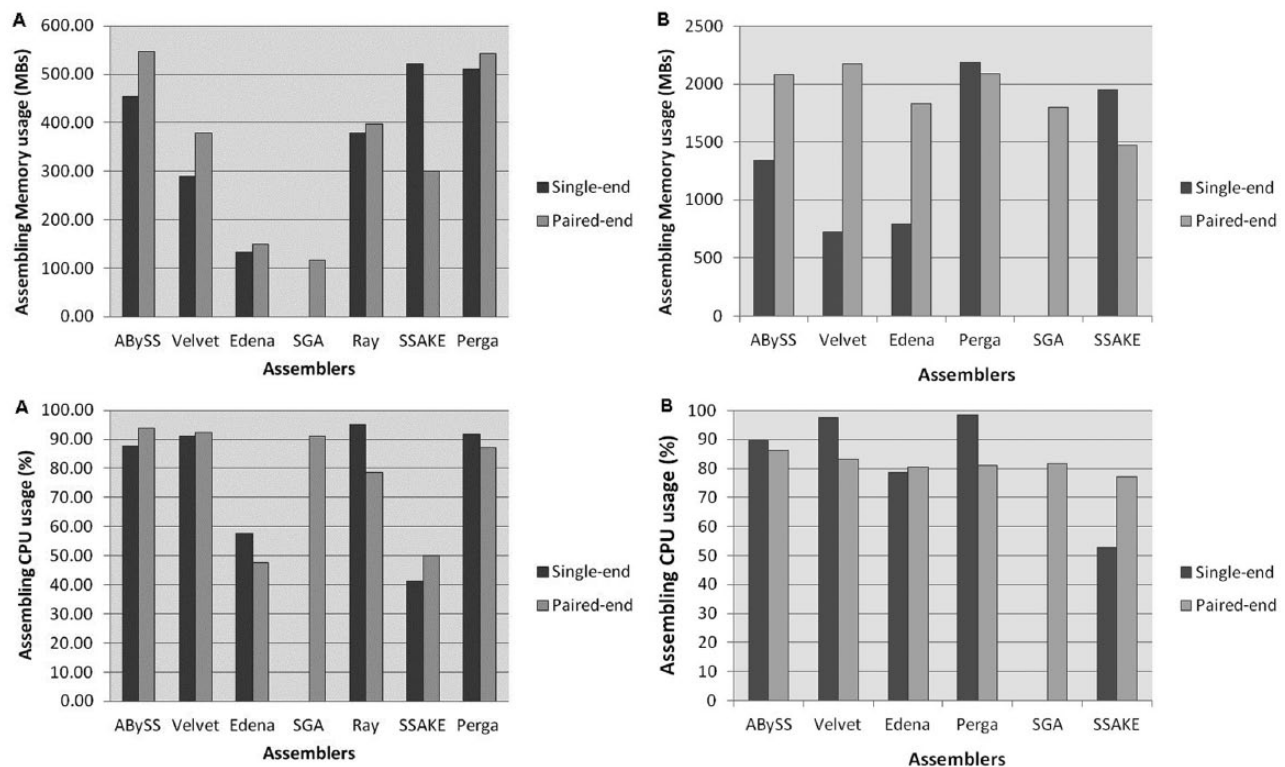 A
Assembling Memory usage (MBs)
600.00
500.00
400.00
300.00
200.00
100.00
0.00
ABySS Velvet Edena SGA Ray SSAKE Perga
Assemblers
Single-end
Paired-end
B
Assembling Memory usage (MBs)
2500
2000
1500
1000
500
0
ABySS Velvet Edena Perga SGA SSAKE
Assemblers
Single-end
Paired-end
A
Assembling CPU usage (%)
100.00
90.00
80.00
70.00
60.00
50.00
40.00
30.00
20.00
10.00
0.00
ABySS Velvet Edena SGA Ray SSAKE Perga
Assemblers
Single-end
Paired-end
B
Assembling CPU usage (%)
100
90
80
70
60
50
40
30
20
10
0
ABySS Velvet Edena Perga SGA SSAKE
Assemblers
Single-end
Paired-end